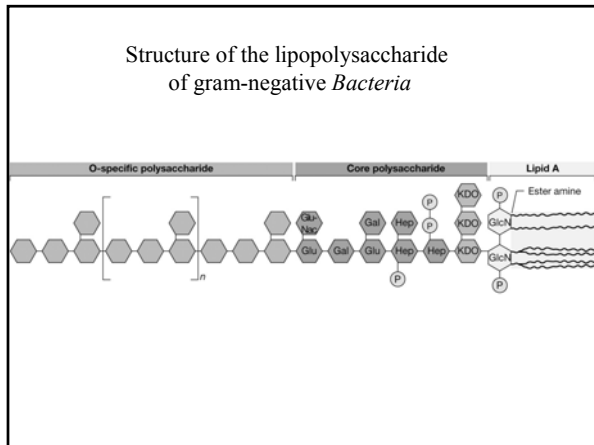 Structure of the lipopolysaccharide
of gram-negative Bacteria
O-specific polysaccharide
Core polysaccharide
Lipid A
Ester amine
KDO
P
P
P
Glu-
Nac
Gal
Hep
KDO
GlcN
n
Glu
Gal
Glu
Hep
Hep
KDO
GlcN
P
P